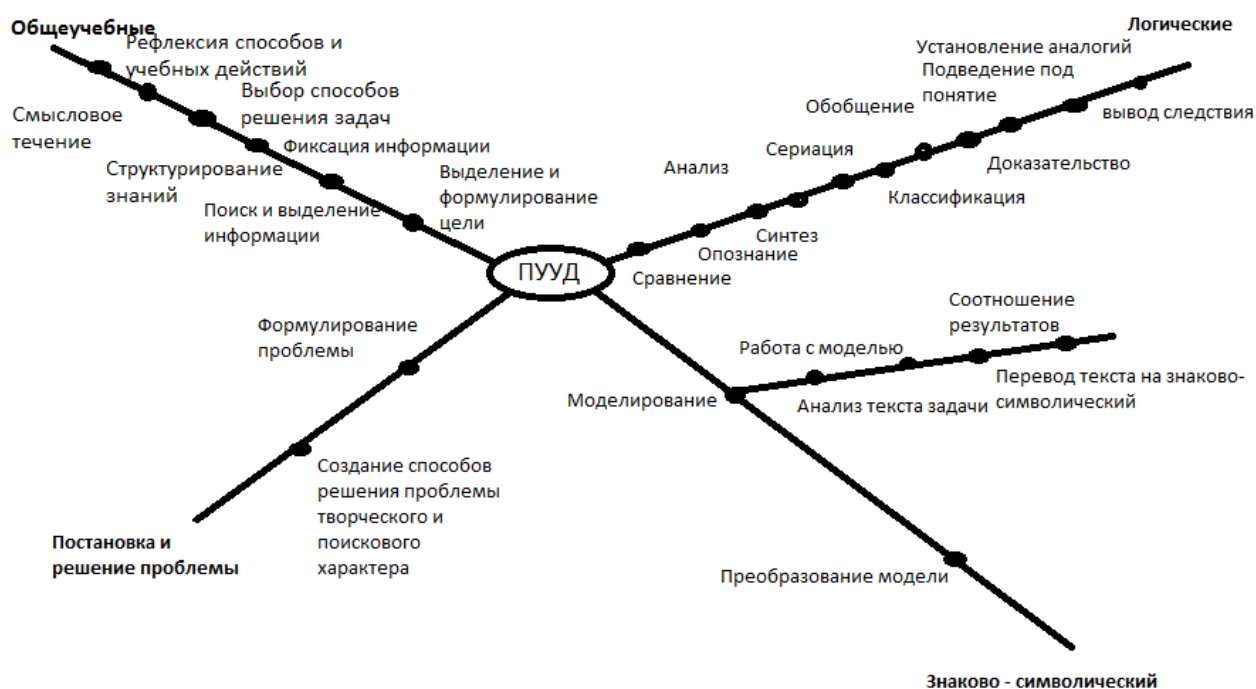 Общеучебные
Рефлексия способов и
учебных действий
Смысловое
течение
Выбор способов
решения задач
Фиксация информации
Структурирование
знаний
Выделение и
формулирование
цели
Поиск и выделение
информации
Логические
Установление аналогий
Подведение под
понятие
вывод следствия
Обобщение
Доказательство
Сериация
Классификация
Анализ
Синтез
Опознание
Сравнение
ПУУД
Формулирование
проблемы
Создание способов
решения проблемы
творческого и
поискового
характера
Постановка и
решение проблемы
Соотношение
результатов
Работа с моделью
Перевод текста на знаково-
символический
Моделирование
Анализ текста задачи
Преобразование модели
Знаково - символический